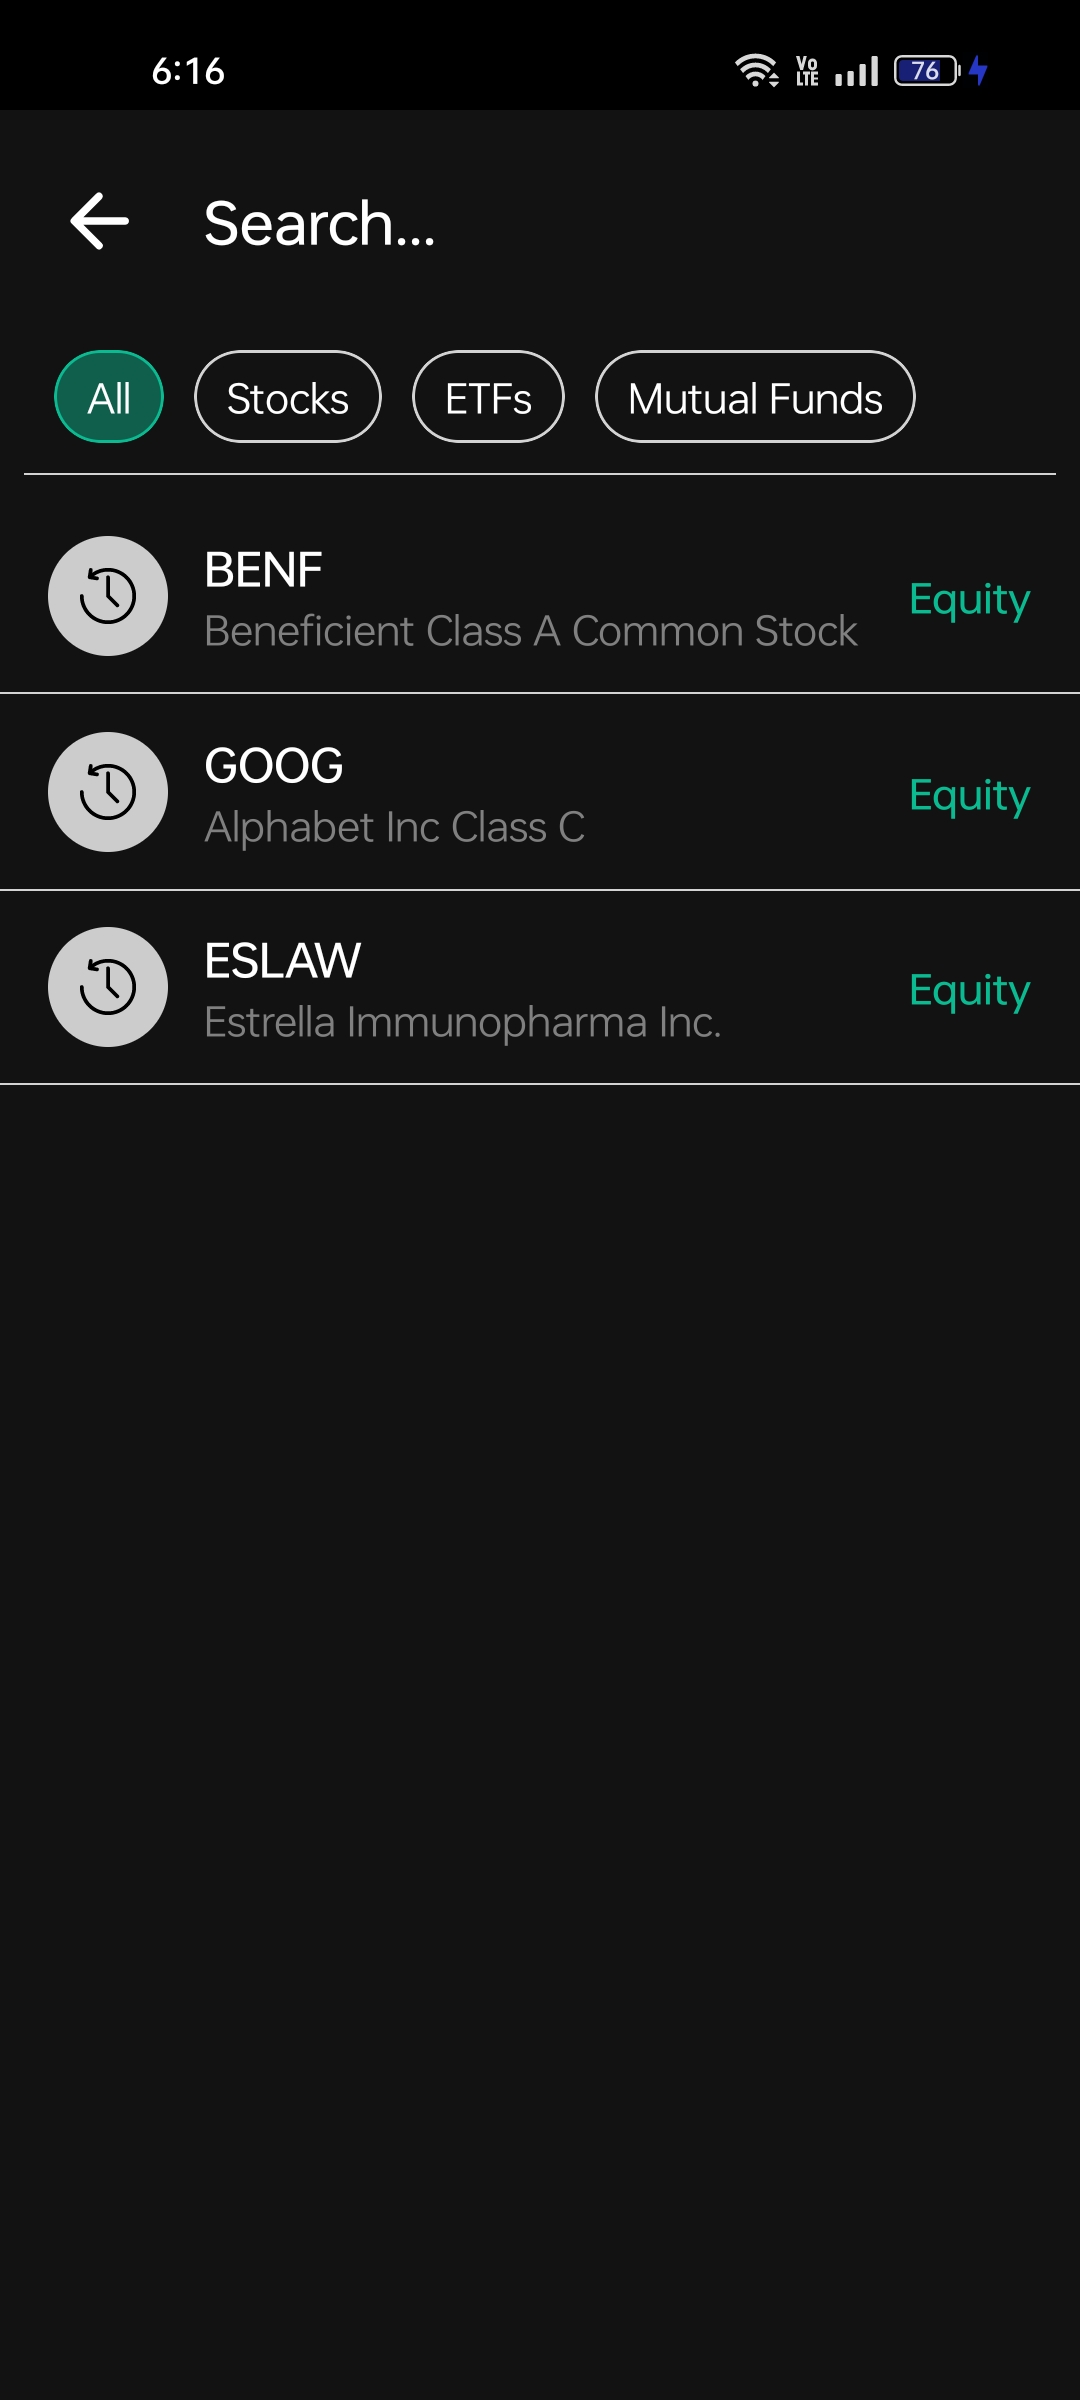 6:16
Vo
LTE
76
Search...
All
Stocks
ETFs
Mutual Funds
BENF
Beneficient Class A Common Stock
Equity
GOOG
Alphabet Inc Class C
Equity
ESLAW
Estrella Immunopharma Inc.
Equity